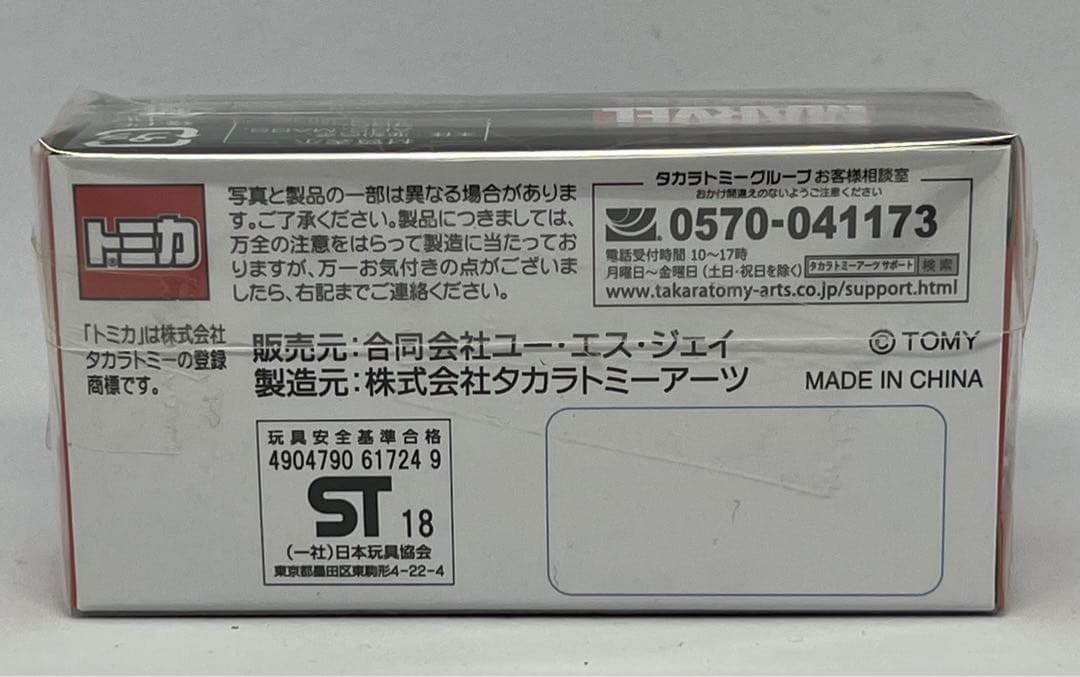 MARVEL
トミカ
写真と製品の一部は異なる場合がありま
す。ご了承ください。製品につきましては、
万全の注意をはらって製造に当たってお
りますが、万一お気付きの点がございま
したら、右記までご連絡ください。
タカラトミーグループ お客様相談室
おかけ間違えのないようご注意ください
0570-041173
電話受付時間 10〜17時
月曜日〜金曜日（土日・祝日を除く）タカラトミーアーツ サポート 検索
www.takaratomy-arts.co.jp/support.html
「トミカ」は株式会社
タカラトミーの登録
商標です。
販売元：合同会社ユー・エス・ジェイ
製造元：株式会社タカラトミーアーツ
© TOMY
MADE IN CHINA
玩具安全基準合格
4904790 61724 9
ST 18
（一社）日本玩具協会
東京都墨田区東駒形4-22-4